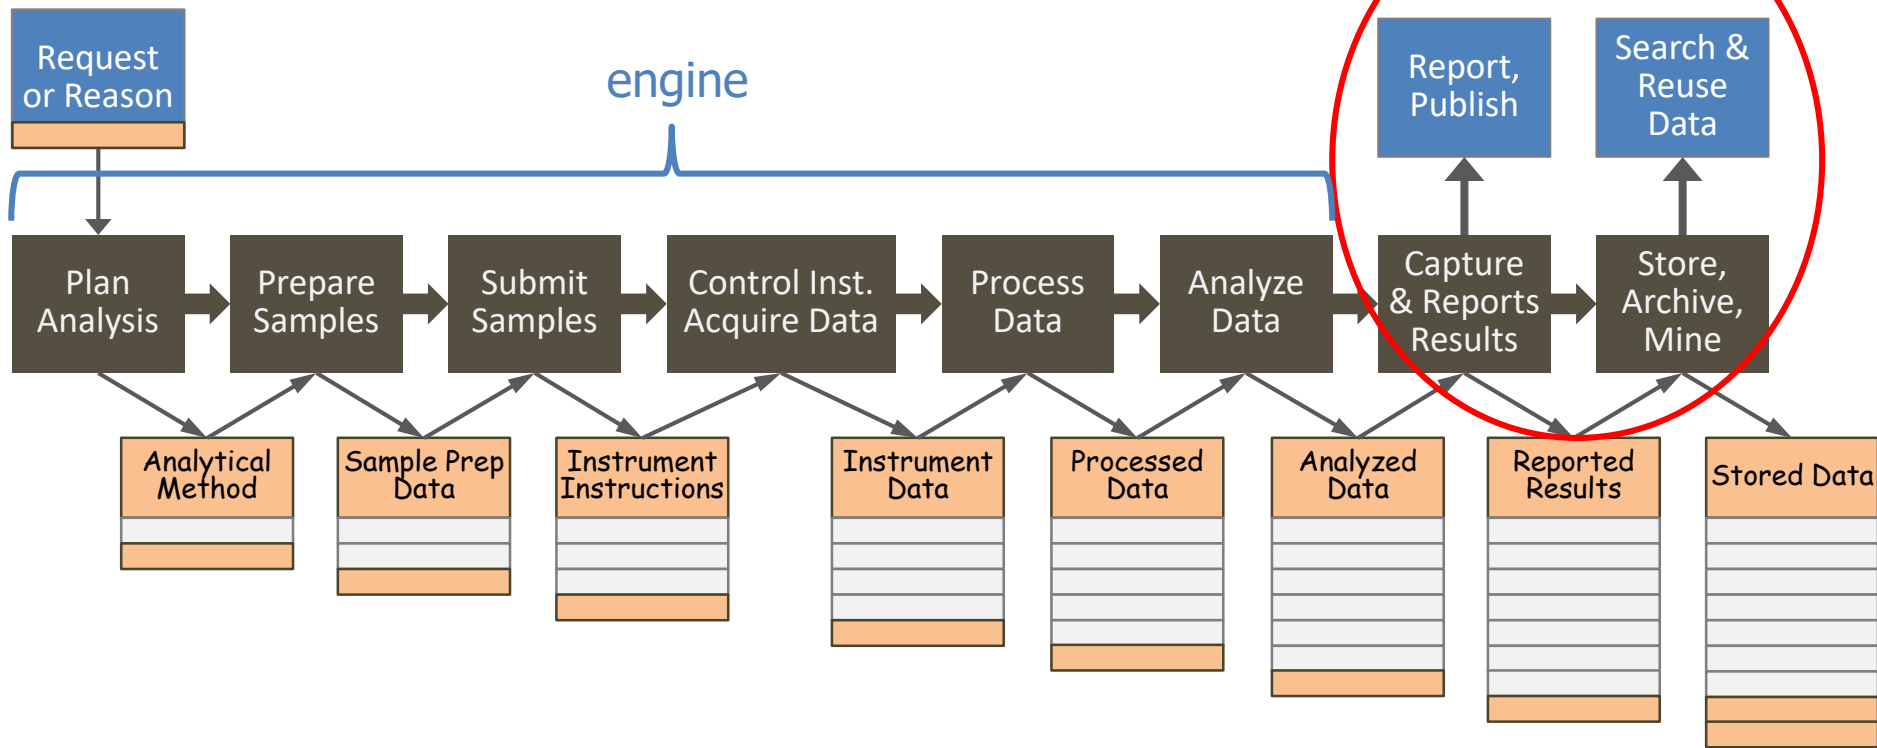 Request
or Reason
engine
Report,
Publish
Search &
Reuse
Data
Plan
Analysis
Prepare
Samples
Submit
Samples
Control Inst.
Acquire Data
Process
Data
Analyze
Data
Capture
& Reports
Results
Store,
Archive,
Mine
Analytical
Method
Sample Prep
Data
Instrument
Instructions
Instrument
Data
Processed
Data
Analyzed
Data
Reported
Results
Stored Data